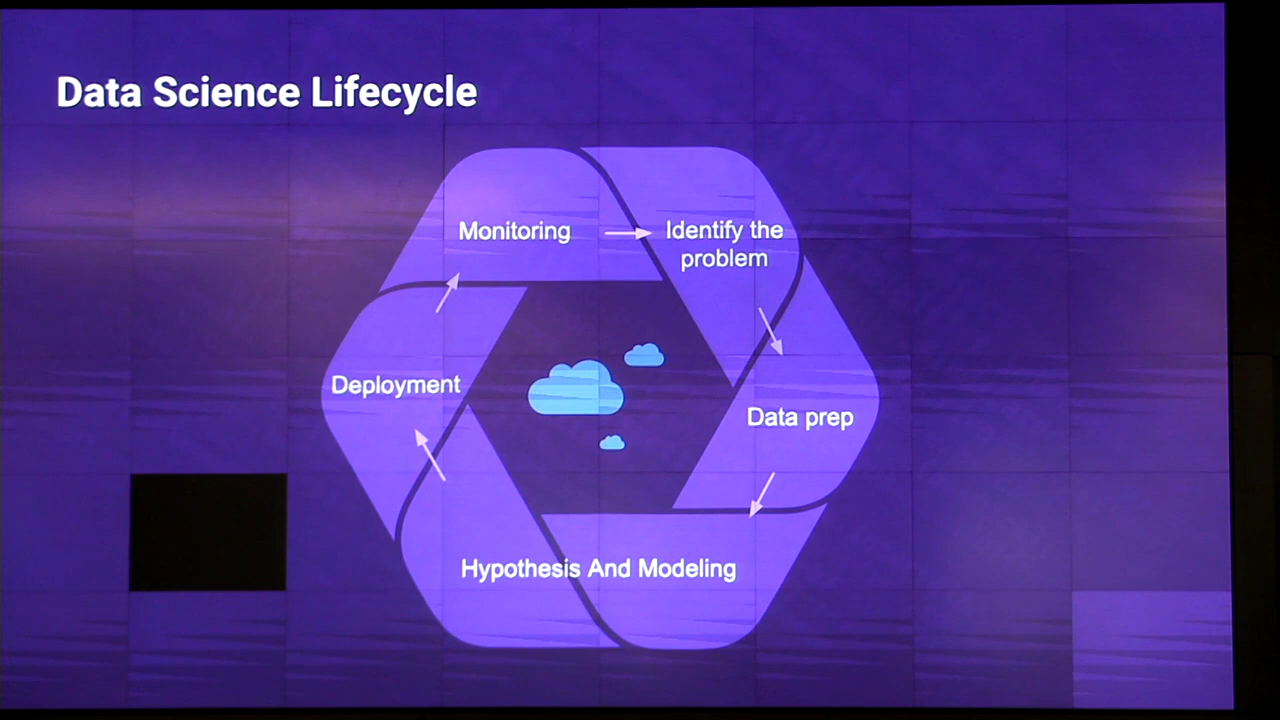 Data Science Lifecycle
Monitoring
Identify the
problem
Deployment
Data prep
Hypothesis And Modeling